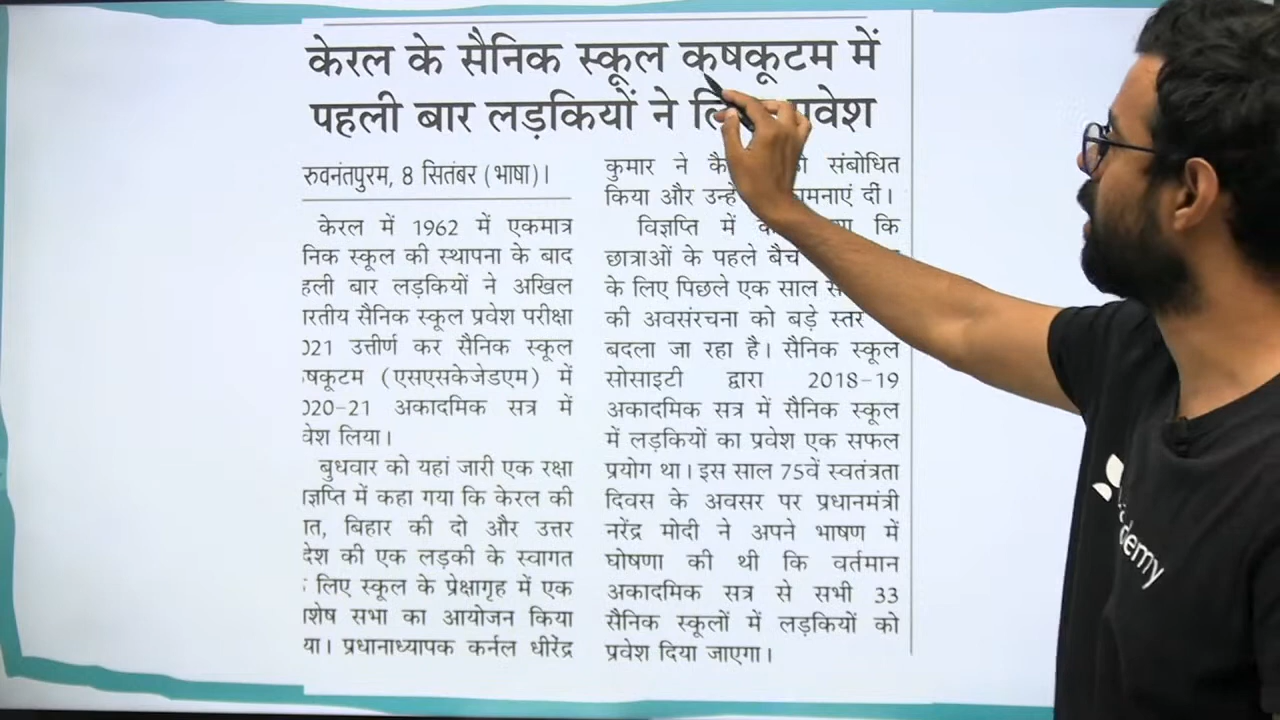 केरल के सैनिक स्कूल कषकूटम में
पहली बार लड़कियों ने प्रवेश
रुवनंतपुरम, 8 सितंबर (भाषा)।
केरल में 1962 में एकमात्र
निक स्कूल की स्थापना के बाद
हली बार लड़कियों ने अखिल
रतीय सैनिक स्कूल प्रवेश परीक्षा
021 उत्तीर्ण कर सैनिक स्कूल
षकूटम (एसएसकेजेडएम) में
020-21 अकादमिक सत्र में
वेश लिया।
बुधवार को यहां जारी एक रक्षा
ज्ञप्ति में कहा गया कि केरल की
त, बिहार की दो और उत्तर
देश की एक लड़की के स्वागत
लिए स्कूल के प्रेक्षागृह में एक
शेष सभा का आयोजन किया
या। प्रधानाध्यापक कर्नल धीरेंद्र
कुमार ने संबोधित
किया और उन्हें दीं।
विज्ञप्ति में कि
छात्राओं के पहले बैच
के लिए पिछले एक साल
की अवसंरचना को बड़े स्तर
बदला जा रहा है। सैनिक स्कूल
सोसाइटी द्वारा 2018-19
अकादमिक सत्र में सैनिक स्कूल
में लड़कियों का प्रवेश एक सफल
प्रयोग था। इस साल 75वें स्वतंत्रता
दिवस के अवसर पर प्रधानमंत्री
नरेंद्र मोदी ने अपने भाषण में
घोषणा की थी कि वर्तमान
अकादमिक सत्र से सभी 33
सैनिक स्कूलों में लड़कियों को
प्रवेश दिया जाएगा।